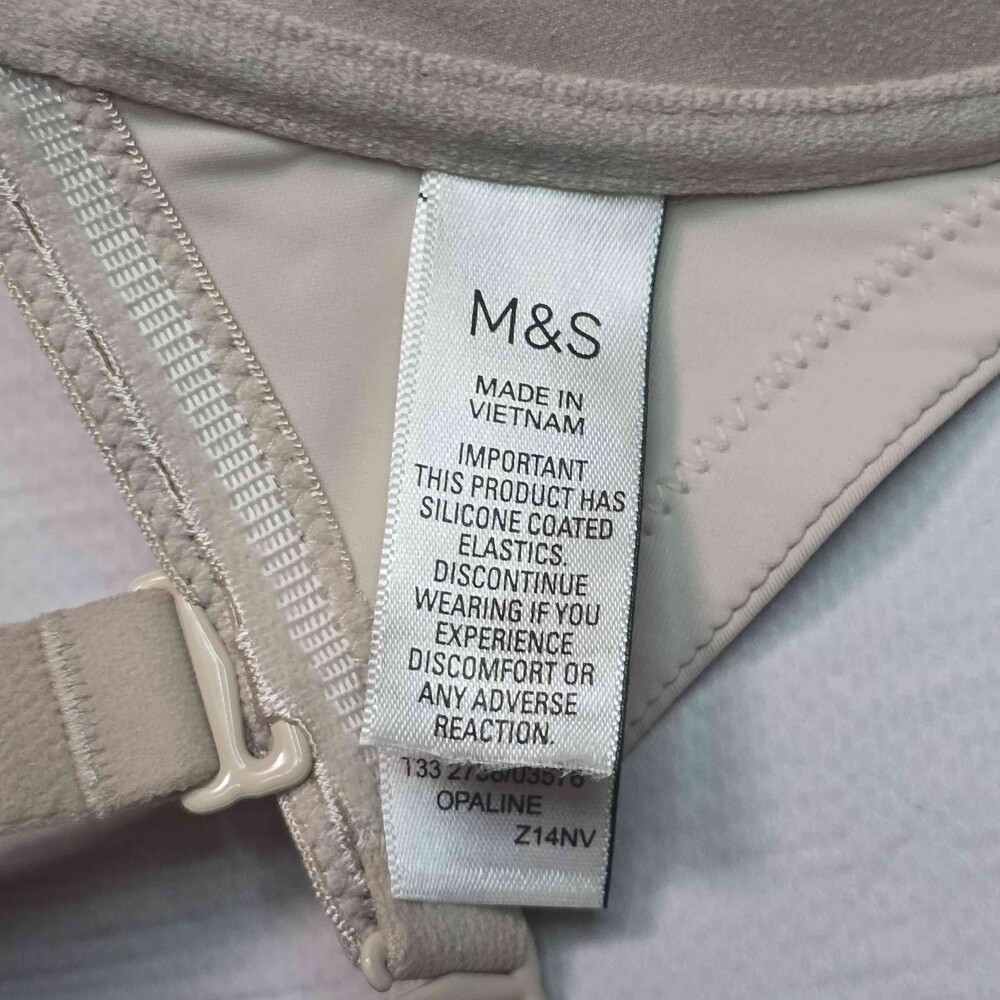 M&S
MADE IN
VIETNAM
IMPORTANT
THIS PRODUCT HAS
SILICONE COATED
ELASTICS.
DISCONTINUE
WEARING IF YOU
EXPERIENCE
DISCOMFORT OR
ANY ADVERSE
REACTION.
T33
OPALINE
Z14NV